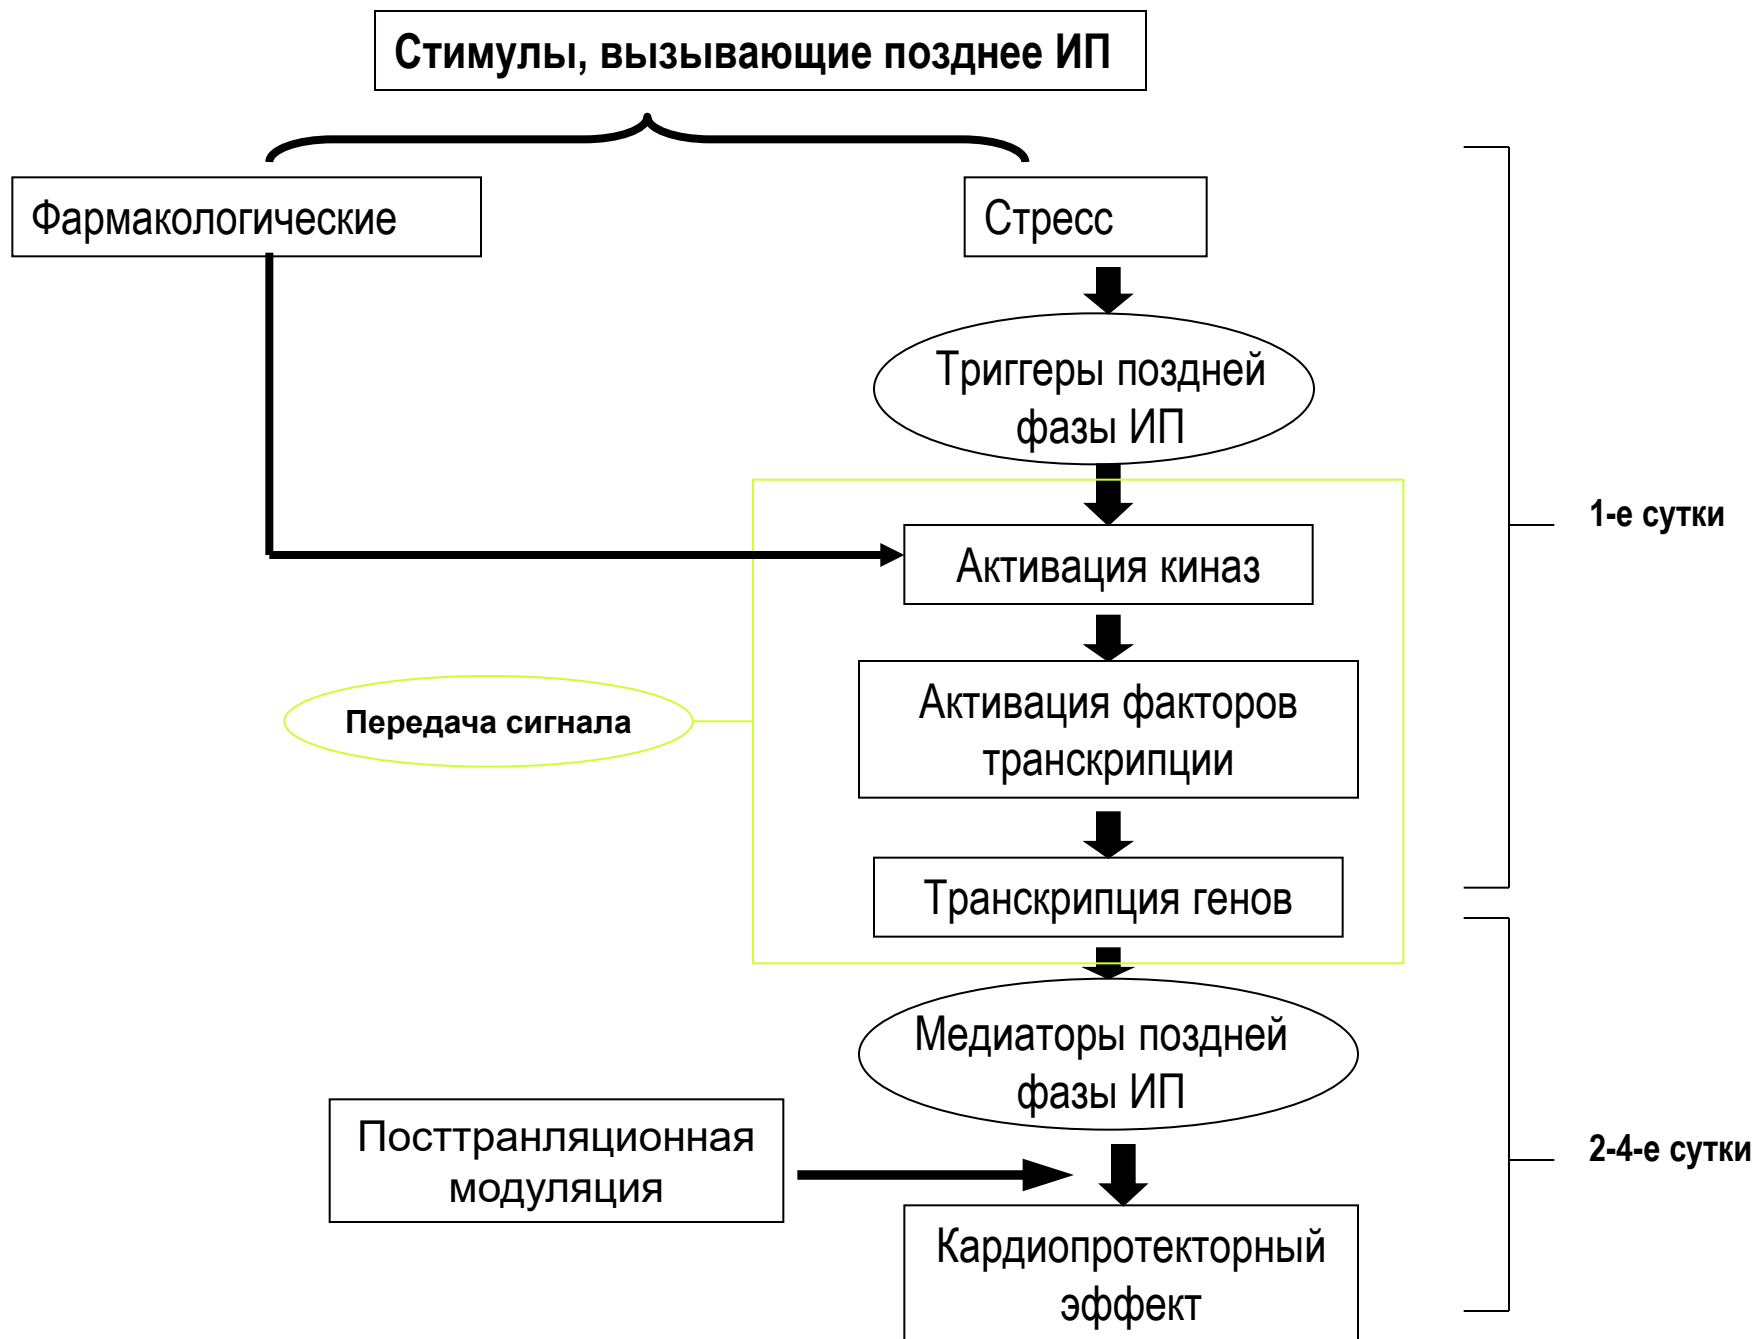 Стимулы, вызывающие позднее ИП
Фармакологические
Стресс
Триггеры поздней
фазы ИП
1-е сутки
Активация киназ
Активация факторов
транскрипции
Передача сигнала
Транскрипция генов
Медиаторы поздней
фазы ИП
Посттранляционная
модуляция
2-4-е сутки
Кардиопротекторный
эффект